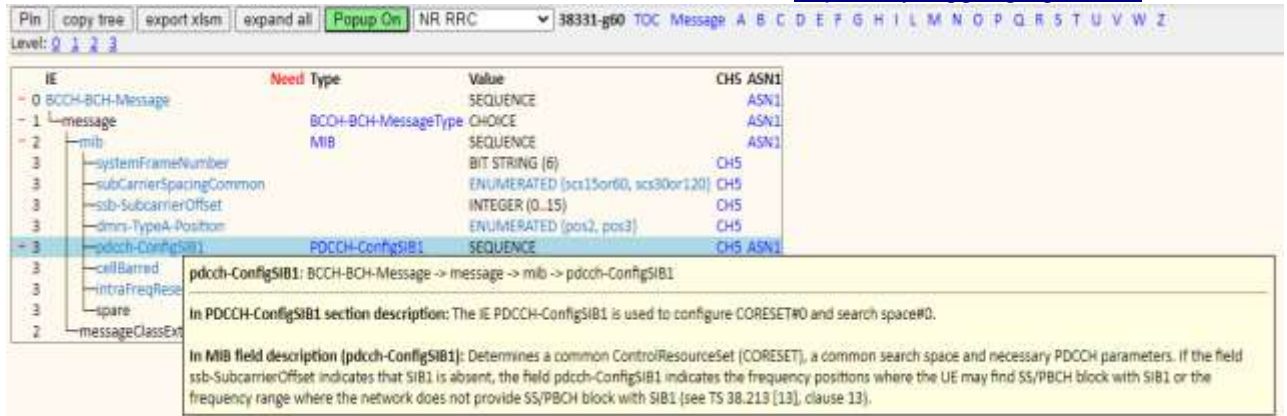 Pin copy tree export xlsm expand all Popup On NR RRC 38331-g60 TOC Message A B C D E F G H I L M N O P Q R S T U V W Z
Level: 0 1 2 3
IE Need Type Value CH5 ASN1
- 0 BCCH-BCH-Message SEQUENCE ASN1
- 1 message BCCH-BCH-MessageType CHOICE ASN1
- 2 mib MIB SEQUENCE ASN1
3 systemFrameNumber BIT STRING (6) CH5
3 subCarrierSpacingCommon ENUMERATED {scs15or60, scs30or120} CH5
3 ssb-SubcarrierOffset INTEGER (0..15) CH5
3 dmrs-TypeA-Position ENUMERATED {pos2, pos3} CH5
- 3 pdcch-ConfigSIB1 PDCCH-ConfigSIB1 SEQUENCE CH5 ASN1
3 cellBarred
3 intraFreqRese
3 spare
2 messageClassExt
pdcch-ConfigSIB1: BCCH-BCH-Message -> message -> mib -> pdcch-ConfigSIB1
In PDCCH-ConfigSIB1 section description: The IE PDCCH-ConfigSIB1 is used to configure CORESET#0 and search space#0.
In MIB field description (pdcch-ConfigSIB1): Determines a common ControlResourceSet (CORESET), a common search space and necessary PDCCH parameters. If the field
ssb-SubcarrierOffset indicates that SIB1 is absent, the field pdcch-ConfigSIB1 indicates the frequency positions where the UE may find SS/PBCH block with SIB1 or the
frequency range where the network does not provide SS/PBCH block with SIB1 (see TS 38.213 [13], clause 13).